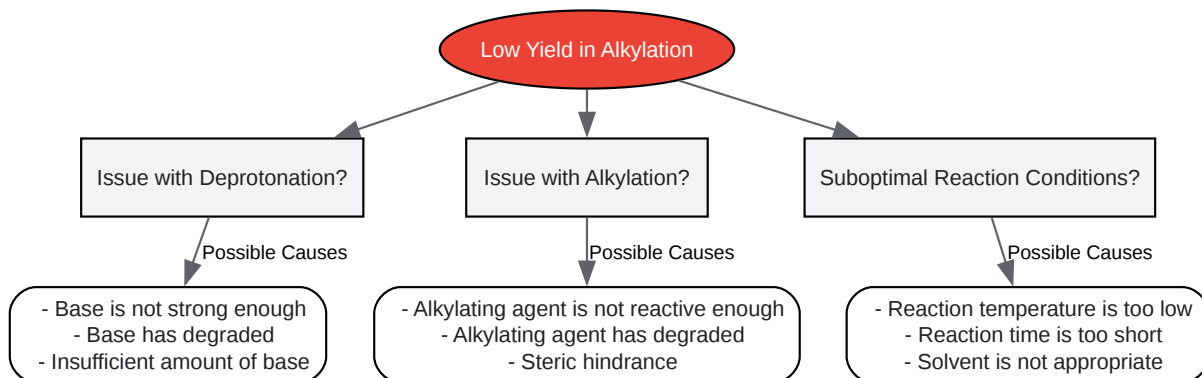 Low Yield in Alkylation
Issue with Deprotonation?
Issue with Alkylation?
Suboptimal Reaction Conditions?
Possible Causes
Possible Causes
Possible Causes
- Base is not strong enough
- Base has degraded
- Insufficient amount of base
- Alkylating agent is not reactive enough
- Alkylating agent has degraded
- Steric hindrance
- Reaction temperature is too low
- Reaction time is too short
- Solvent is not appropriate